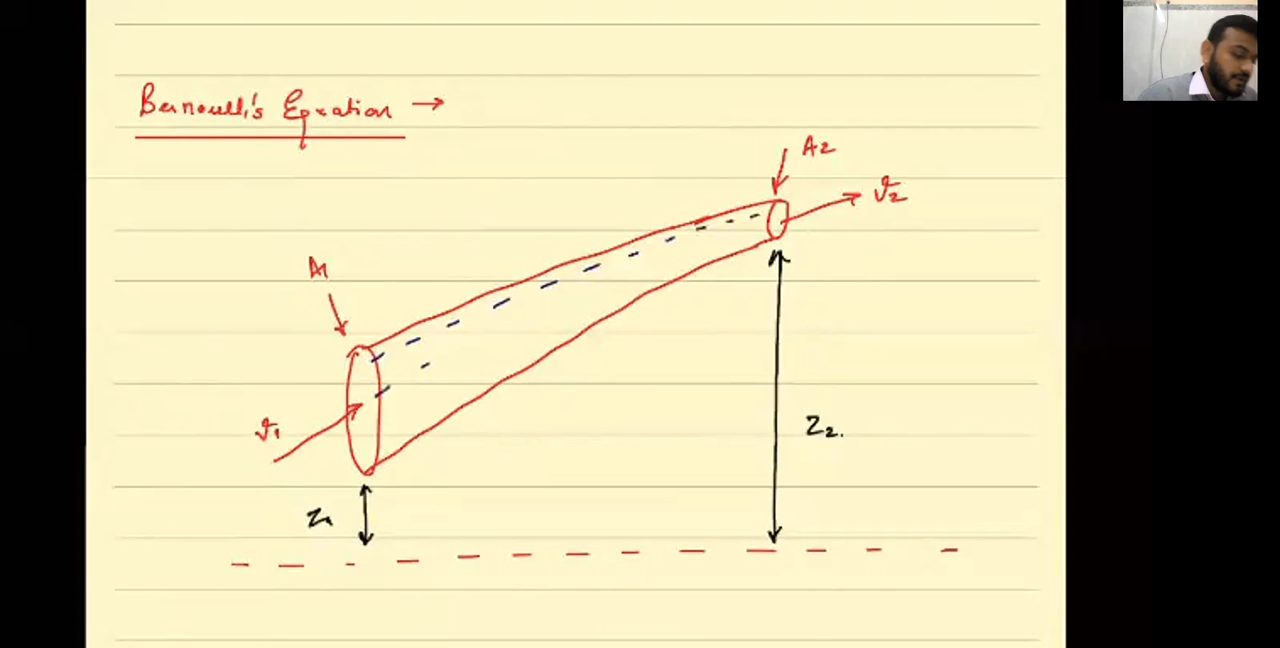 Bernoulli's Equation →
A2
v2
A1
v1
Z2.
Z1